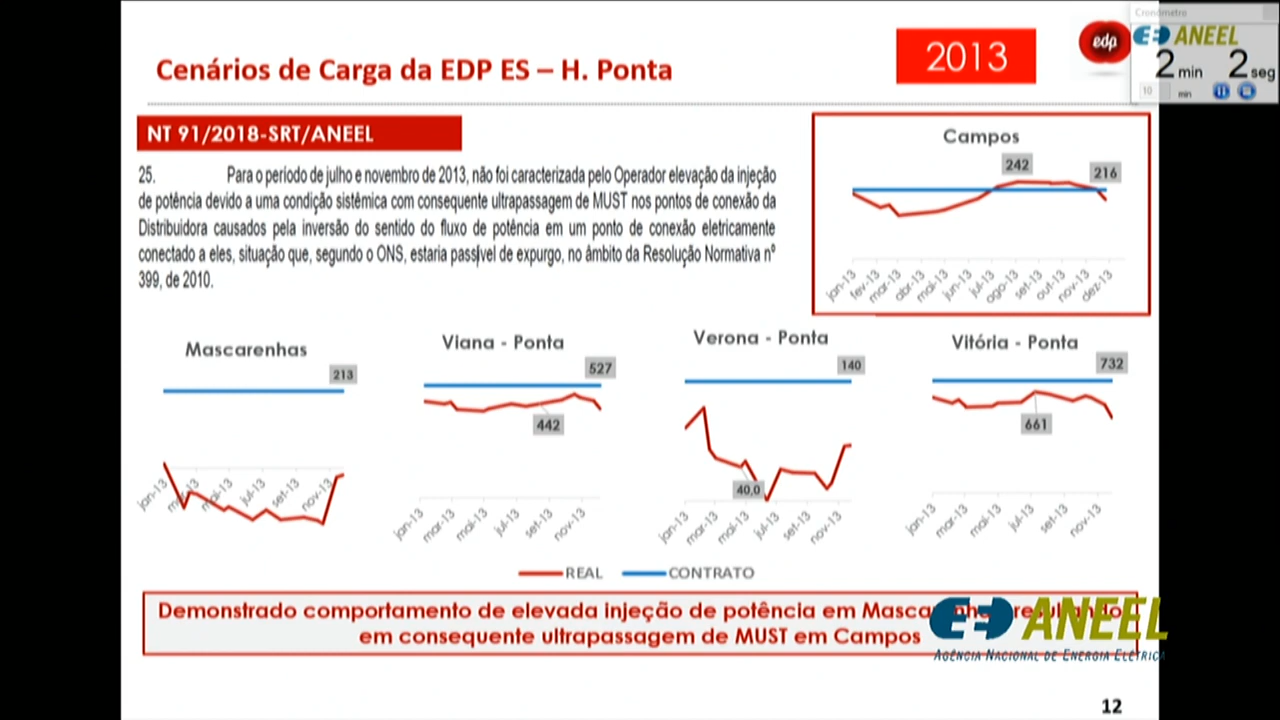 Cenários de Carga da EDP ES – H. Ponta
2013
edp
Cronômetro
ANEEL
2 min 2 seg
10 min
NT 91/2018-SRT/ANEEL
25. Para o período de julho e novembro de 2013, não foi caracterizada pelo Operador elevação da injeção
de potência devido a uma condição sistêmica com consequente ultrapassagem de MUST nos pontos de conexão da
Distribuidora causados pela inversão do sentido do fluxo de potência em um ponto de conexão eletricamente
conectado a eles, situação que, segundo o ONS, estaria passível de expurgo, no âmbito da Resolução Normativa nº
399, de 2010.
Campos
242
216
jan-13 fev-13 mar-13 abr-13 mai-13 jun-13 jul-13 ago-13 set-13 out-13 nov-13 dez-13
Mascarenhas
213
jan-13 mar-13 mai-13 jul-13 set-13 nov-13
Viana - Ponta
527
442
jan-13 mar-13 mai-13 jul-13 set-13 nov-13
Verona - Ponta
140
40,0
jan-13 mar-13 mai-13 jul-13 set-13 nov-13
Vitória - Ponta
732
661
jan-13 mar-13 mai-13 jul-13 set-13 nov-13
REAL CONTRATO
Demonstrado comportamento de elevada injeção de potência em Mascarenhas resultando
em consequente ultrapassagem de MUST em Campos
ANEEL
AGÊNCIA NACIONAL DE ENERGIA ELÉTRICA
12